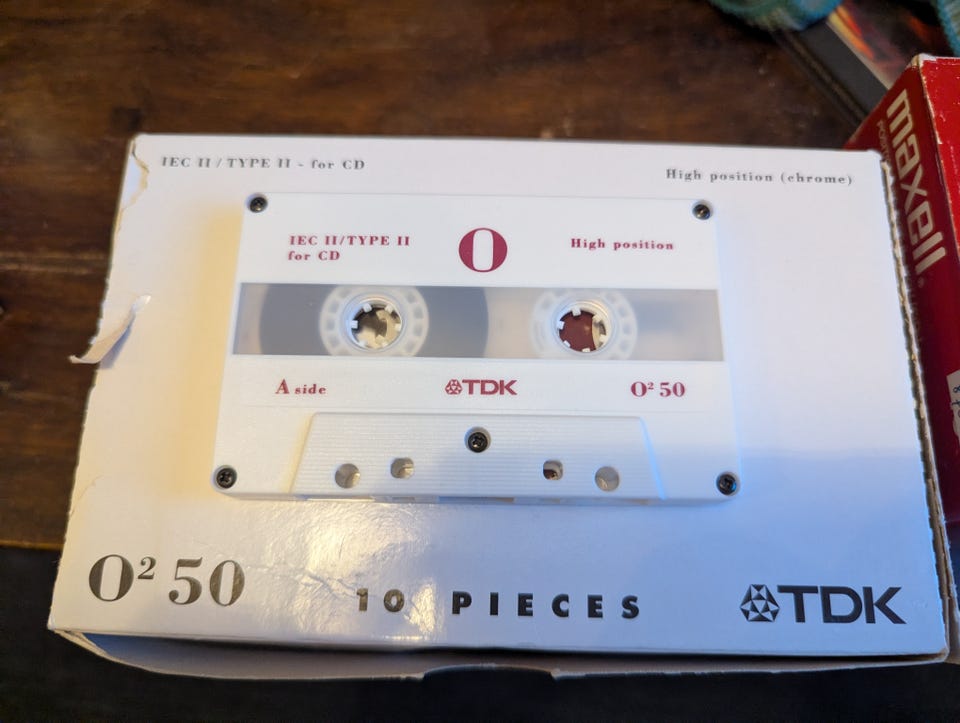 IEC II / TYPE II - for CD
High position (chrome)
IEC II/TYPE II
for CD
O
High position
A side
TDK
O² 50
O² 50
10 PIECES
TDK
maxell